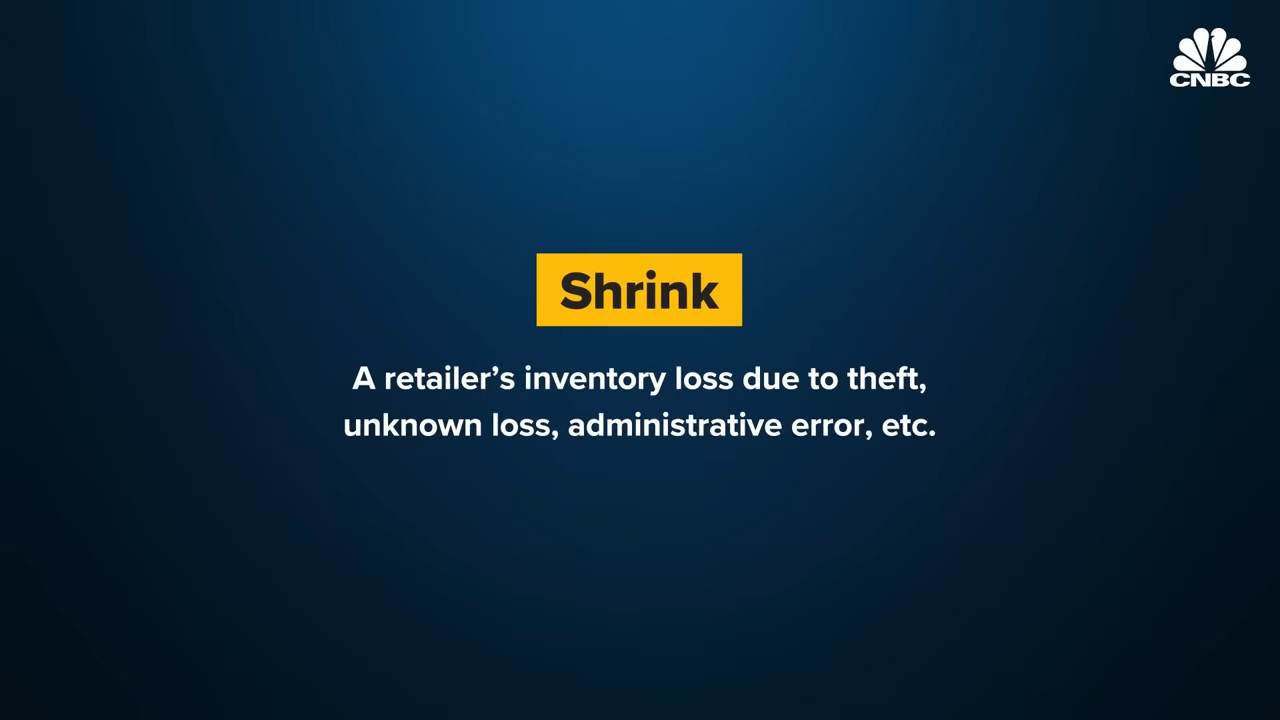 CNBC
Shrink
A retailer’s inventory loss due to theft,
unknown loss, administrative error, etc.